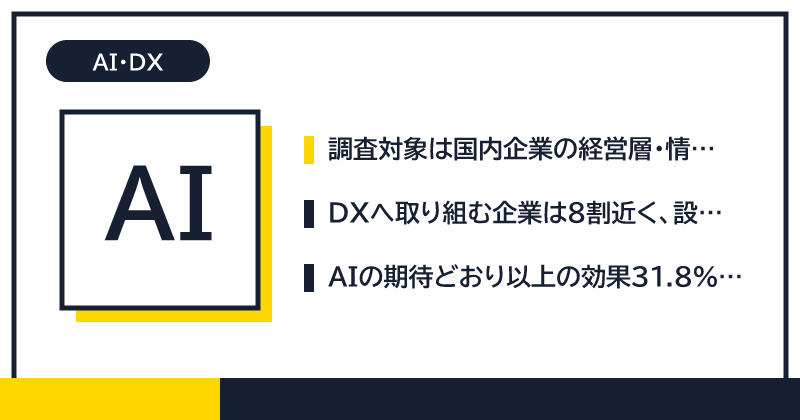 AI・DX
AI
調査対象は国内企業の経営層・情…
DXへ取り組む企業は8割近く、設…
AIの期待どおり以上の効果31.8%…